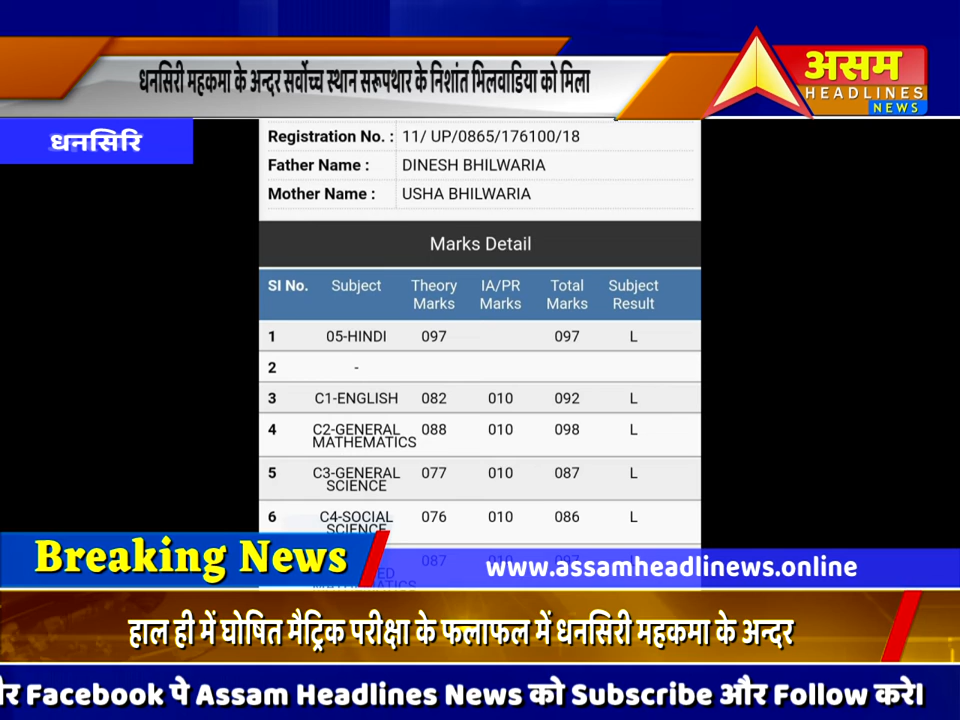 धनसिरी महकमा के अन्दर सर्वोच्च स्थान सरूपथार के निशांत भिलवाडिया को मिला
असम
HEADLINES
NEWS
धनसिरि
Registration No. : 11/ UP/0865/176100/18
Father Name : DINESH BHILWARIA
Mother Name : USHA BHILWARIA
Marks Detail
SI No. Subject Theory Marks IA/PR Marks Total Marks Subject Result
1 05-HINDI 097 097 L
2 -
3 C1-ENGLISH 082 010 092 L
4 C2-GENERAL MATHEMATICS 088 010 098 L
5 C3-GENERAL SCIENCE 077 010 087 L
6 C4-SOCIAL SCIENCE 076 010 086 L
087 010 097
Breaking News
www.assamheadlinews.online
हाल ही में घोषित मैट्रिक परीक्षा के फलाफल में धनसिरी महकमा के अन्दर
Facebook पे Assam Headlines News को Subscribe और Follow करे।